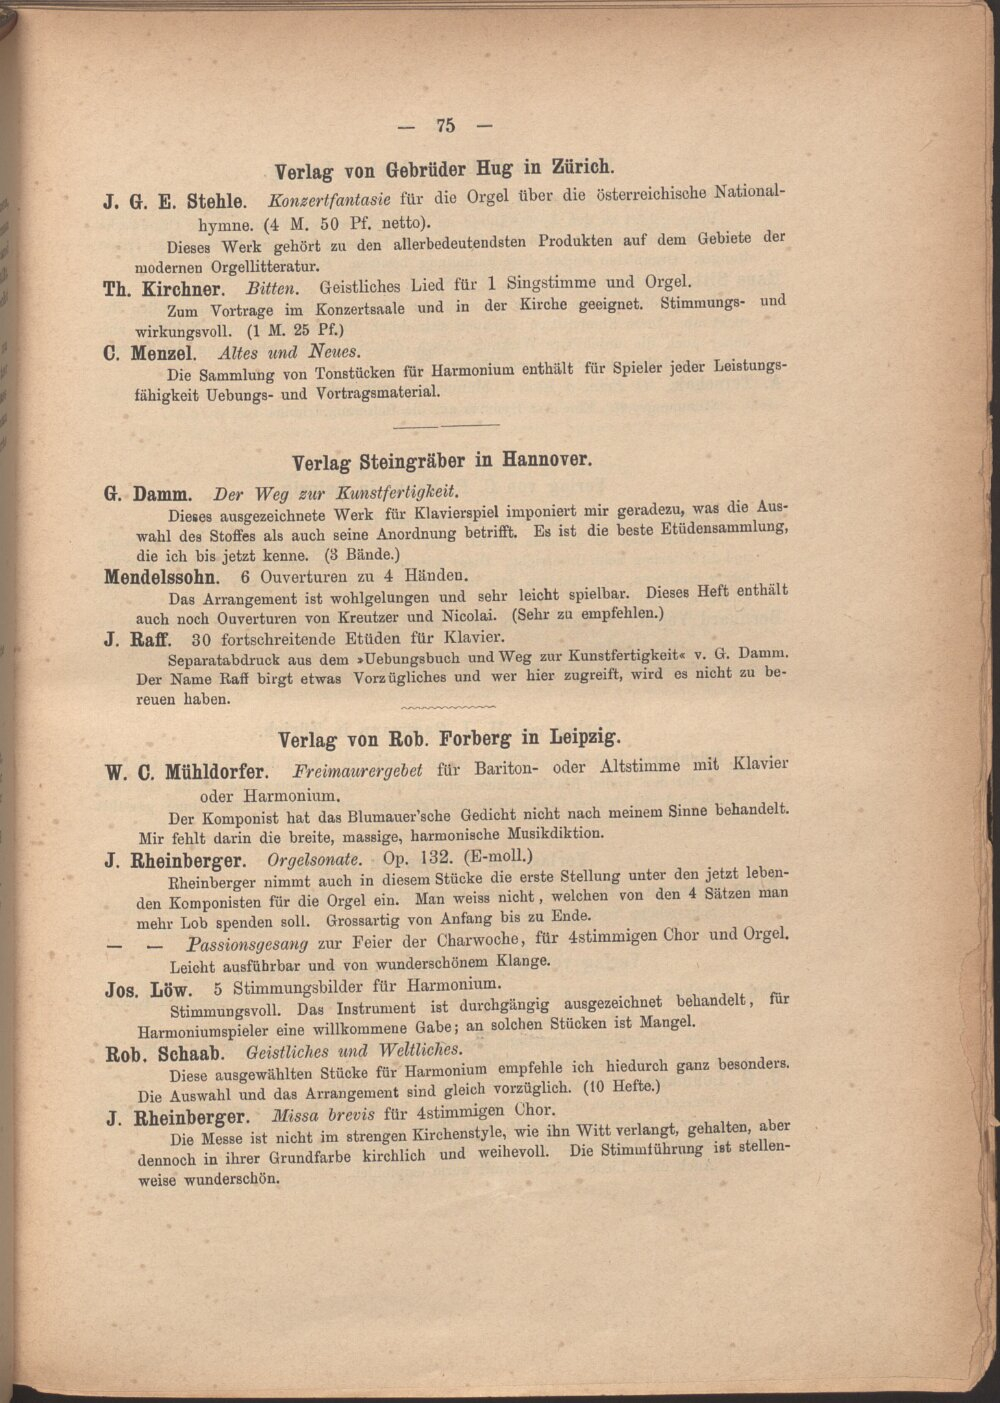 — 75 —
Verlag von Gebrüder Hug in Zürich.
J. G. E. Stehle. Konzertfantasie für die Orgel über die österreichische National-
hymne. (4 M. 50 Pf. netto).
Dieses Werk gehört zu den allerbedeutendsten Produkten auf dem Gebiete der
modernen Orgellitteratur.
Th. Kirchner. Bitten. Geistliches Lied für 1 Singstimme und Orgel.
Zum Vortrage im Konzertsaale und in der Kirche geeignet. Stimmungs- und
wirkungsvoll. (1 M. 25 Pf.)
C. Menzel. Altes und Neues.
Die Sammlung von Tonstücken für Harmonium enthält für Spieler jeder Leistungs-
fähigkeit Uebungs- und Vortragsmaterial.
Verlag Steingräber in Hannover.
G. Damm. Der Weg zur Kunstfertigkeit.
Dieses ausgezeichnete Werk für Klavierspiel imponiert mir geradezu, was die Aus-
wahl des Stoffes als auch seine Anordnung betrifft. Es ist die beste Etüdensammlung,
die ich bis jetzt kenne. (3 Bände.)
Mendelssohn. 6 Ouverturen zu 4 Händen.
Das Arrangement ist wohlgelungen und sehr leicht spielbar. Dieses Heft enthält
auch noch Ouverturen von Kreutzer und Nicolai. (Sehr zu empfehlen.)
J. Raff. 30 fortschreitende Etüden für Klavier.
Separatabdruck aus dem »Uebungsbuch und Weg zur Kunstfertigkeit« v. G. Damm.
Der Name Raff birgt etwas Vorzügliches und wer hier zugreift, wird es nicht zu be-
reuen haben.
Verlag von Rob. Forberg in Leipzig.
W. C. Mühldorfer. Freimaurergebet für Bariton- oder Altstimme mit Klavier
oder Harmonium.
Der Komponist hat das Blumauer'sche Gedicht nicht nach meinem Sinne behandelt.
Mir fehlt darin die breite, massige, harmonische Musikdiktion.
J. Rheinberger. Orgelsonate. Op. 132. (E-moll.)
Rheinberger nimmt auch in diesem Stücke die erste Stellung unter den jetzt leben-
den Komponisten für die Orgel ein. Man weiss nicht, welchen von den 4 Sätzen man
mehr Lob spenden soll. Grossartig von Anfang bis zu Ende.
— — Passionsgesang zur Feier der Charwoche, für 4stimmigen Chor und Orgel.
Leicht ausführbar und von wunderschönem Klange.
Jos. Löw. 5 Stimmungsbilder für Harmonium.
Stimmungsvoll. Das Instrument ist durchgängig ausgezeichnet behandelt, für
Harmoniumspieler eine willkommene Gabe; an solchen Stücken ist Mangel.
Rob. Schaab. Geistliches und Weltliches.
Diese ausgewählten Stücke für Harmonium empfehle ich hiedurch ganz besonders.
Die Auswahl und das Arrangement sind gleich vorzüglich. (10 Hefte.)
J. Rheinberger. Missa brevis für 4stimmigen Chor.
Die Messe ist nicht im strengen Kirchenstyle, wie ihn Witt verlangt, gehalten, aber
dennoch in ihrer Grundfarbe kirchlich und weihevoll. Die Stimmführung ist stellen-
weise wunderschön.